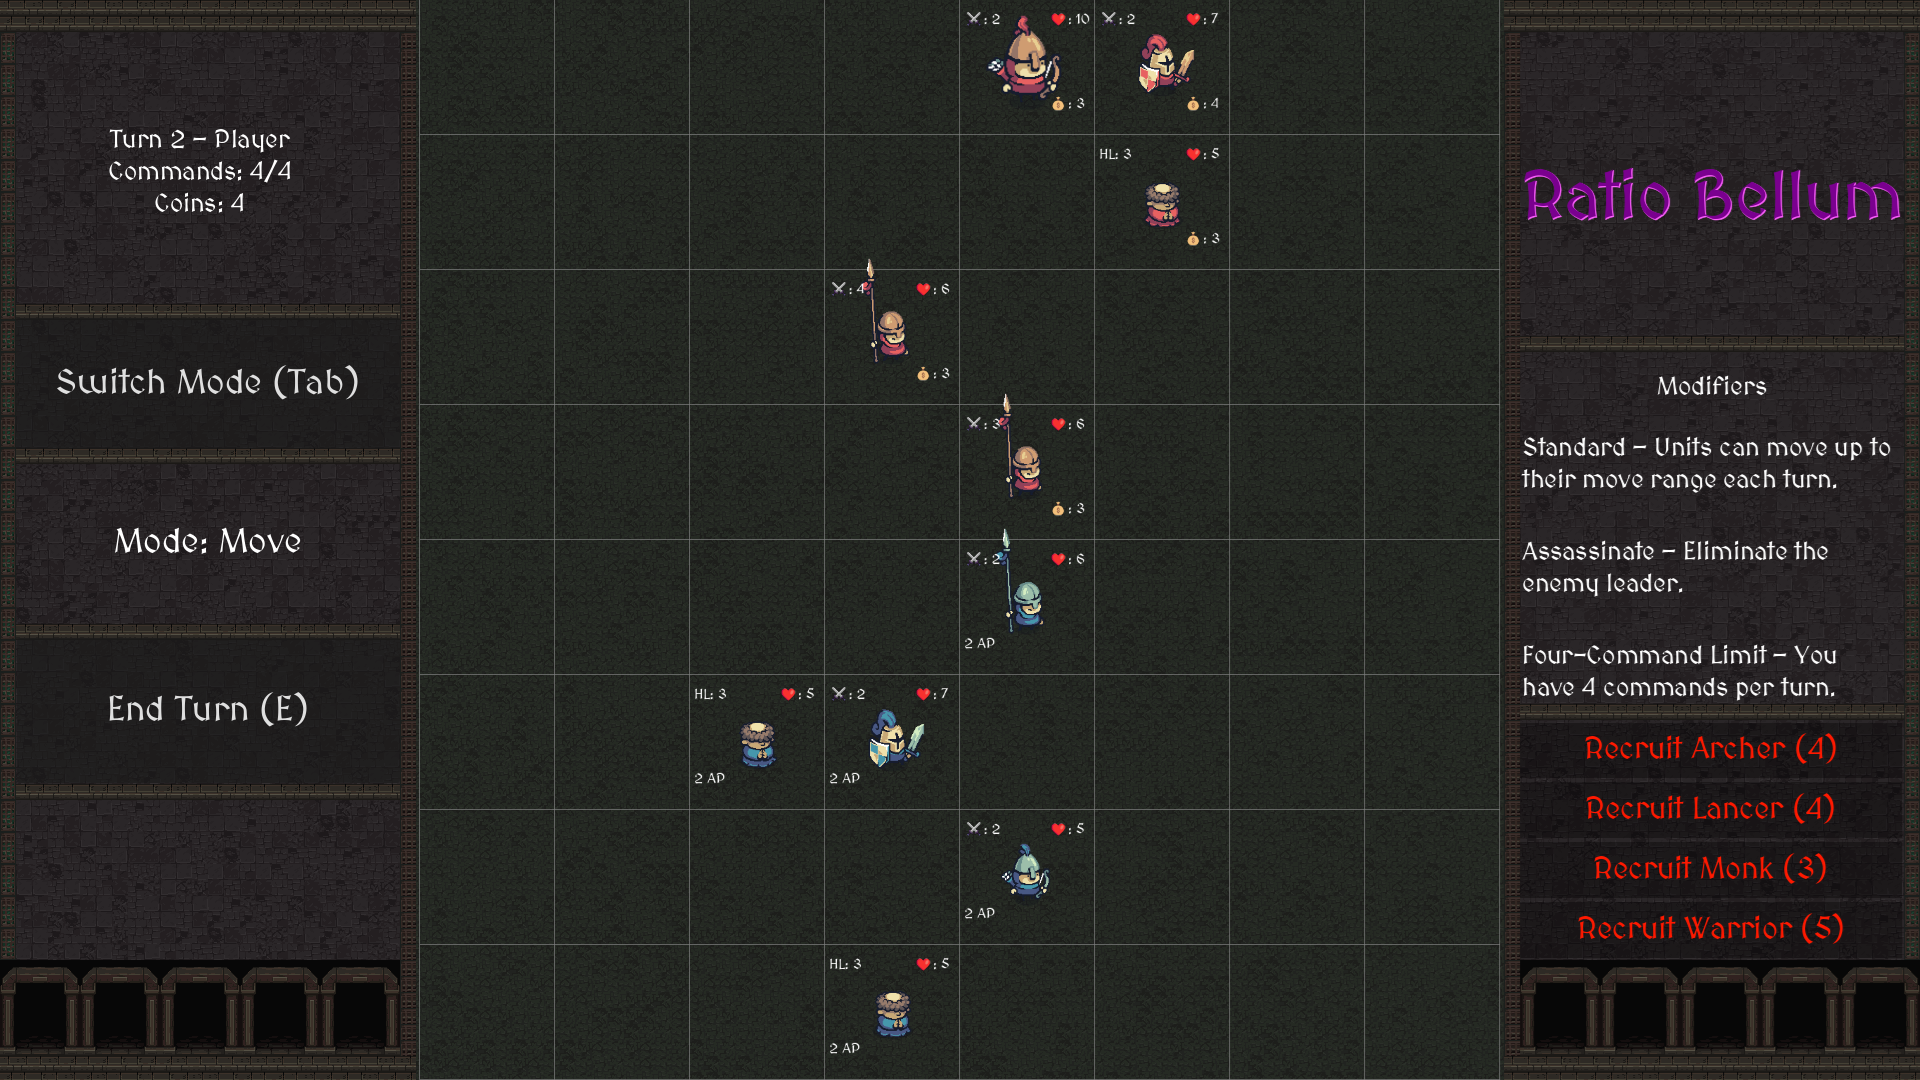 Turn 2 – Player
Commands: 4/4
Coins: 4
Switch Mode (Tab)
Mode: Move
End Turn (E)
: 2 : 10
: 3
: 2 : 7
: 4
HL: 3 : 5
: 3
: 4 : 6
: 3
: 3 : 6
: 3
: 2 : 6
2 AP
HL: 3 : 5
2 AP
: 2 : 7
2 AP
: 2 : 5
2 AP
HL: 3 : 5
2 AP
Ratio Bellum
Modifiers
Standard – Units can move up to
their move range each turn.
Assassinate – Eliminate the
enemy leader.
Four-Command Limit – You
have 4 commands per turn.
Recruit Archer (4)
Recruit Lancer (4)
Recruit Monk (3)
Recruit Warrior (5)